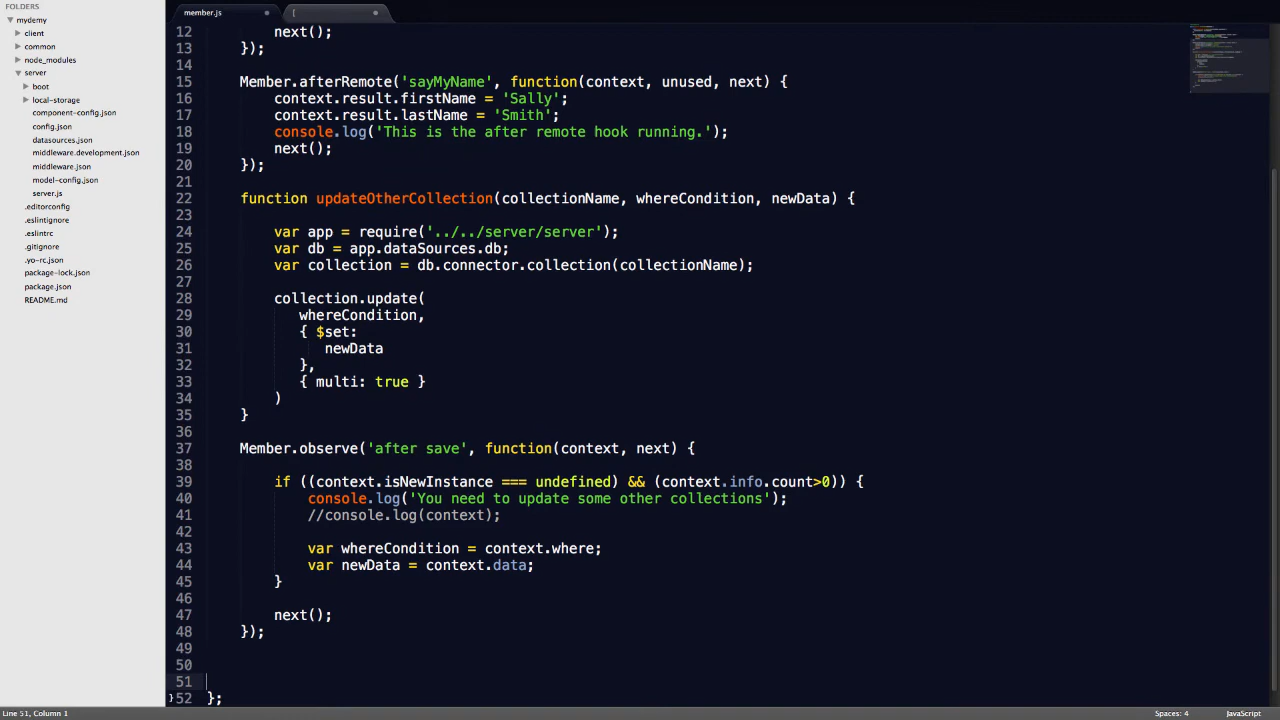 FOLDERS
mydemy
client
common
node_modules
server
boot
local-storage
component-config.json
config.json
datasources.json
middleware.development.json
middleware.json
model-config.json
server.js
.editorconfig
.eslintignore
.eslintrc
.gitignore
.yo-rc.json
package-lock.json
package.json
README.md
member.js
[
12 next();
13 });
14
15 Member.afterRemote('sayMyName', function(context, unused, next) {
16 context.result.firstName = 'Sally';
17 context.result.lastName = 'Smith';
18 console.log('This is the after remote hook running.');
19 next();
20 });
21
22 function updateOtherCollection(collectionName, whereCondition, newData) {
23
24 var app = require('../../server/server');
25 var db = app.dataSources.db;
26 var collection = db.connector.collection(collectionName);
27
28 collection.update(
29 whereCondition,
30 { $set:
31 newData
32 },
33 { multi: true }
34 )
35 }
36
37 Member.observe('after save', function(context, next) {
38
39 if ((context.isNewInstance === undefined) && (context.info.count>0)) {
40 console.log('You need to update some other collections');
41 //console.log(context);
42
43 var whereCondition = context.where;
44 var newData = context.data;
45 }
46
47 next();
48 });
49
50
51
}52 };
Line 51, Column 1
Spaces: 4
JavaScript